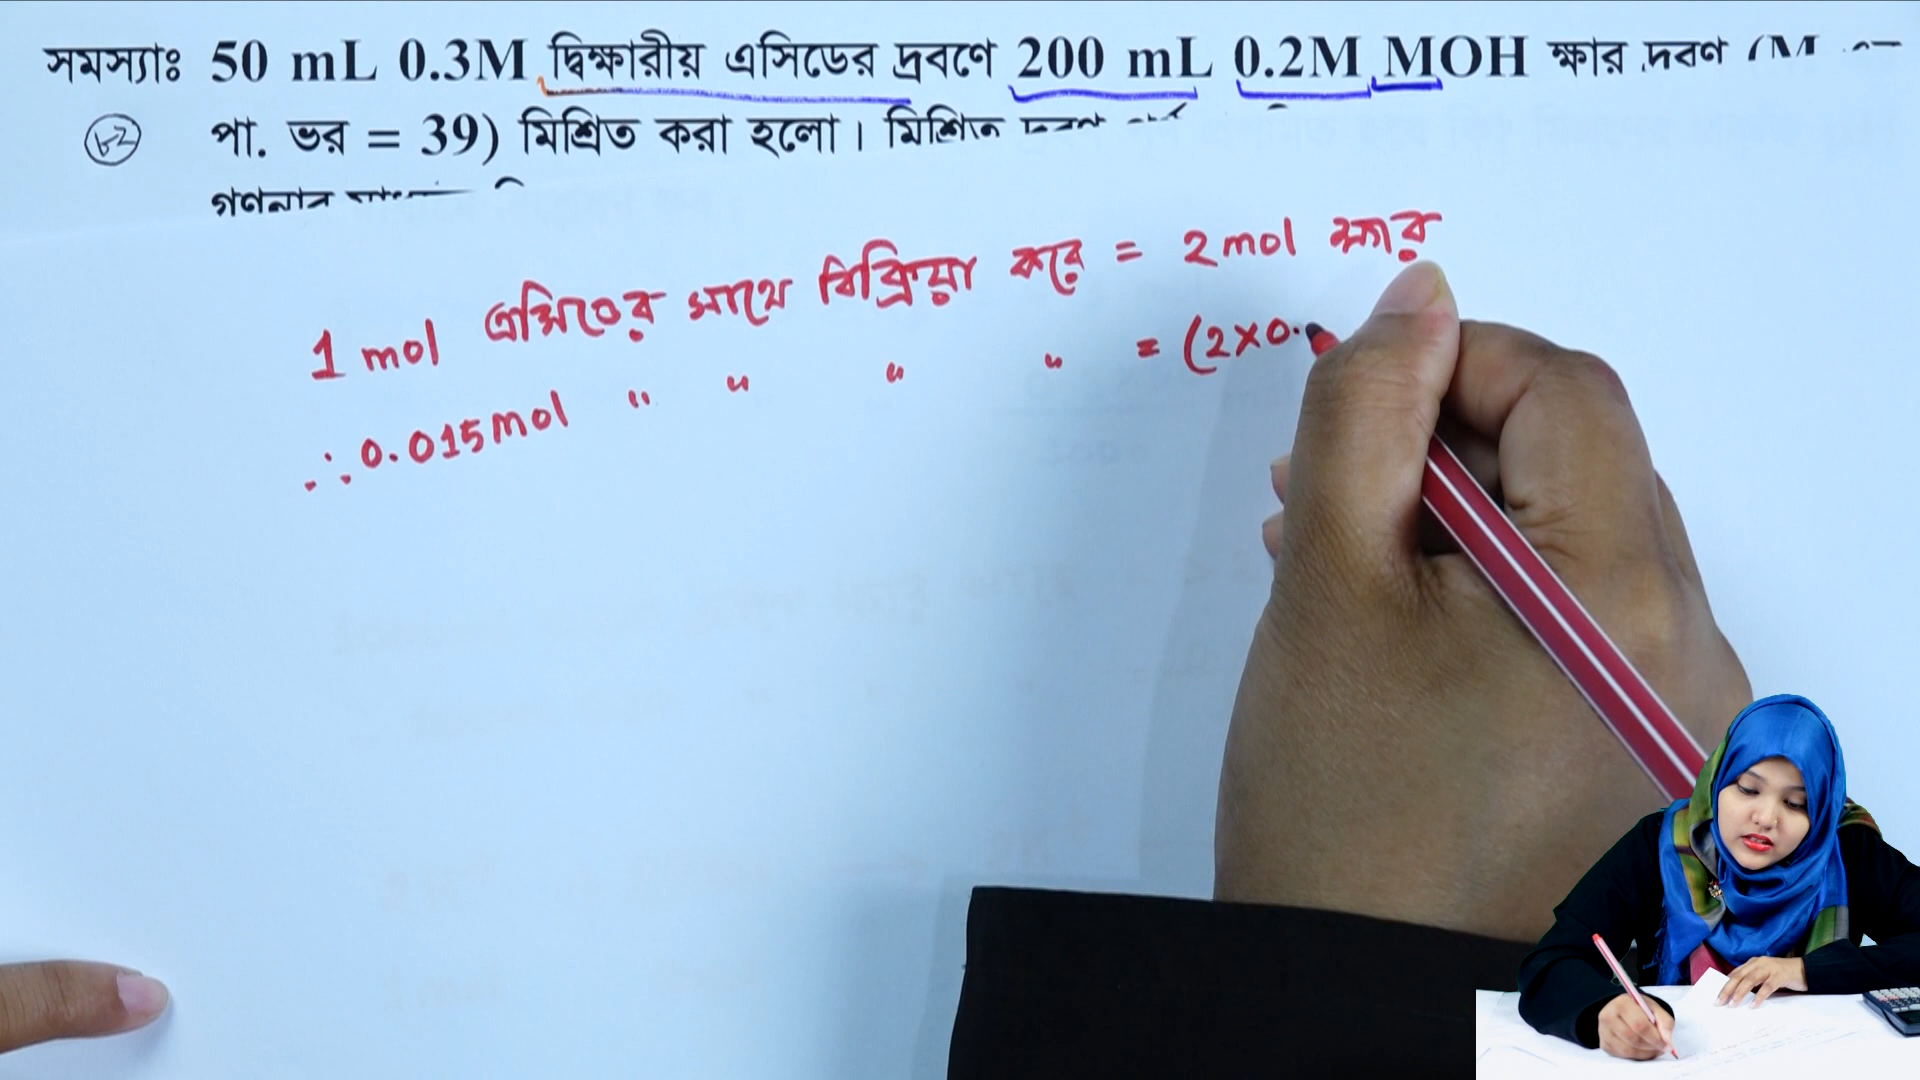 সমস্যাঃ 50 mL 0.3M দ্বিক্ষারীয় এসিডের দ্রবণে 200 mL 0.2M MOH ক্ষার দ্রবণ (M
৮২
পা. ভর = 39) মিশ্রিত করা হলো। মিশ্রিত
1 mol এসিডের সাথে বিক্রিয়া করে = 2 mol ক্ষার
∴ 0.015 mol " " " " = (2×0.